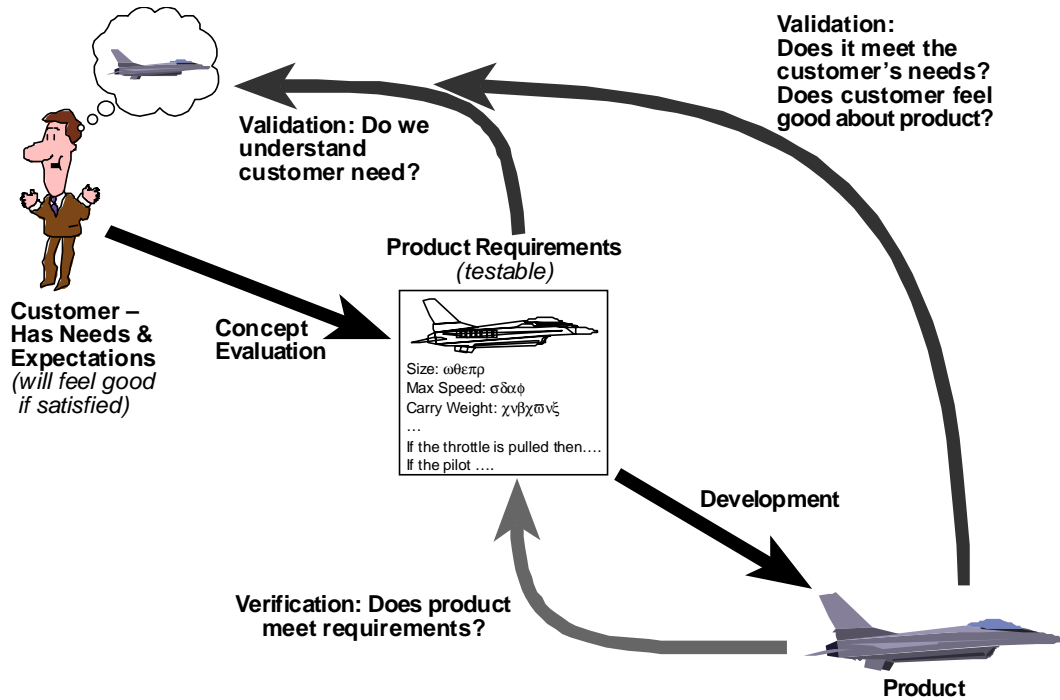 Validation:
Does it meet the
customer's needs?
Does customer feel
good about product?
Validation: Do we
understand
customer need?
Product Requirements
(testable)
Customer –
Has Needs &
Expectations
(will feel good
if satisfied)
Concept
Evaluation
Size: ωθεπρ
Max Speed: σδαφ
Carry Weight: χνβχϖνξ
…
If the throttle is pulled then….
If the pilot ….
Development
Verification: Does product
meet requirements?
Product